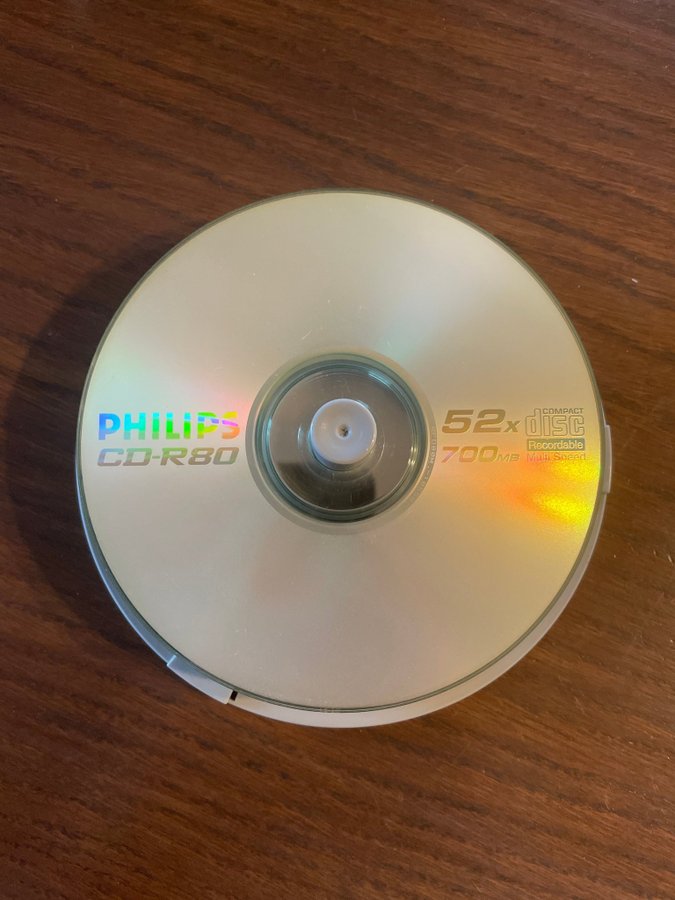 PHILIPS
CD-R80
52x
700MB
COMPACT
disc
Recordable
Multi Speed